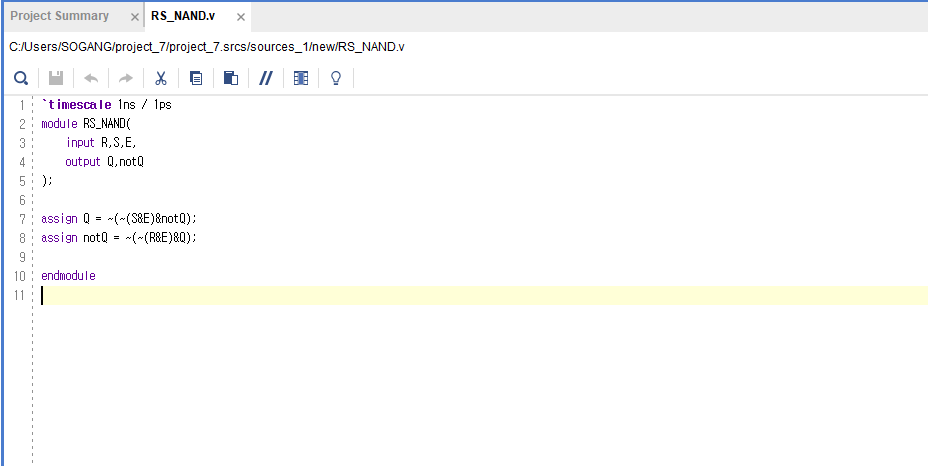 Project Summary × RS_NAND.v ×
C:/Users/SOGANG/project_7/project_7.srcs/sources_1/new/RS_NAND.v
1 `timescale 1ns / 1ps
2 module RS_NAND(
3 input R,S,E,
4 output Q,notQ
5 );
6
7 assign Q = ~(~(S&E)&notQ);
8 assign notQ = ~(~(R&E)&Q);
9
10 endmodule
11